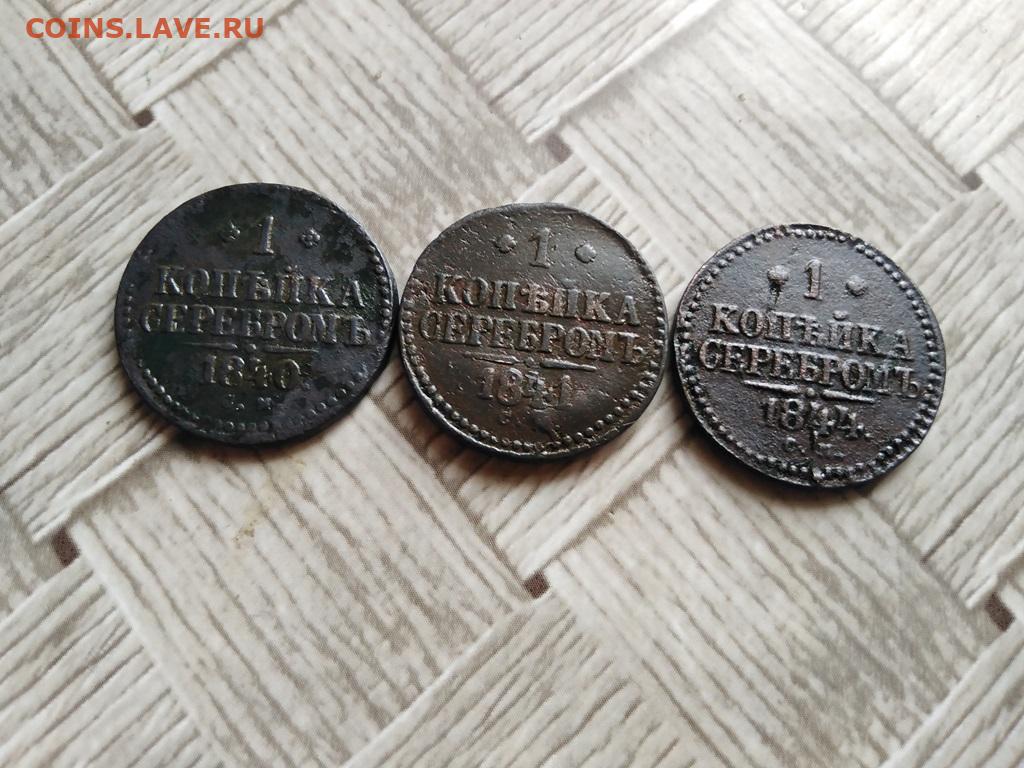 COINS.LAVE.RU
1
КОПѢЙКА
СЕРЕБРОМЪ
1840.
1
КОПѢЙКА
СЕРЕБРОМЪ
1841
1
КОПѢЙКА
СЕРЕБРОМЪ
1844.